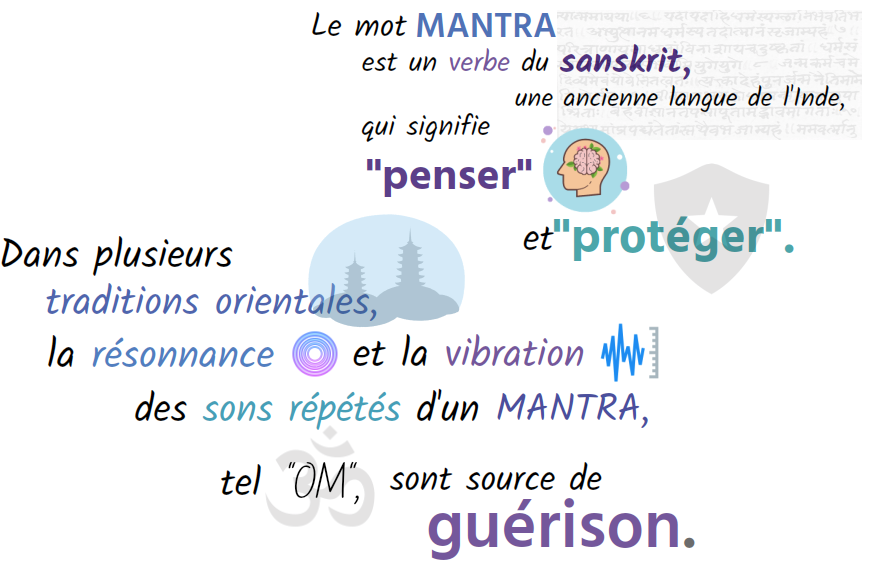 Le mot MANTRA
est un verbe du sanskrit,
une ancienne langue de l'Inde,
qui signifie
"penser"
et "protéger".
Dans plusieurs
traditions orientales,
la résonnance et la vibration
des sons répétés d'un MANTRA,
tel "OM", sont source de
guérison.